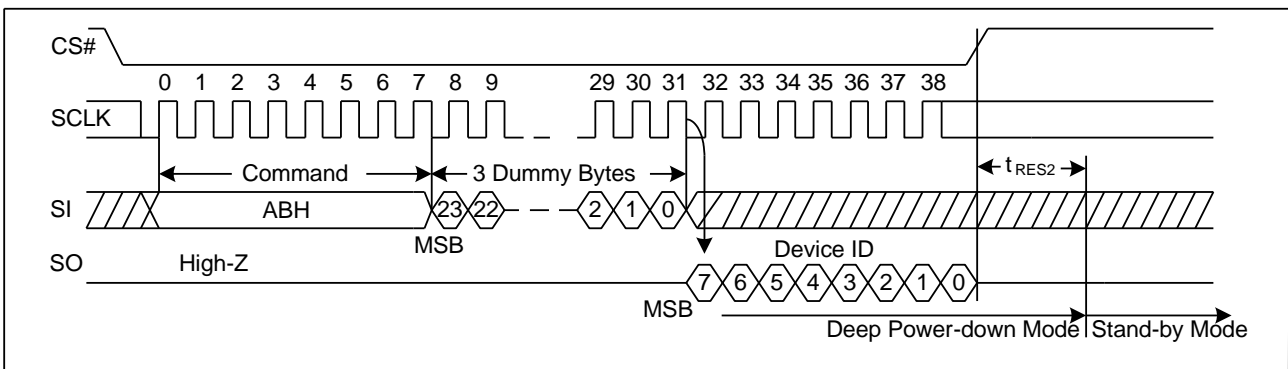 CS#
0 1 2 3 4 5 6 7 8 9 29 30 31 32 33 34 35 36 37 38
SCLK
Command 3 Dummy Bytes tRES2
SI ABH 23 22 2 1 0
MSB
SO High-Z Device ID
7 6 5 4 3 2 1 0
MSB
Deep Power-down Mode Stand-by Mode